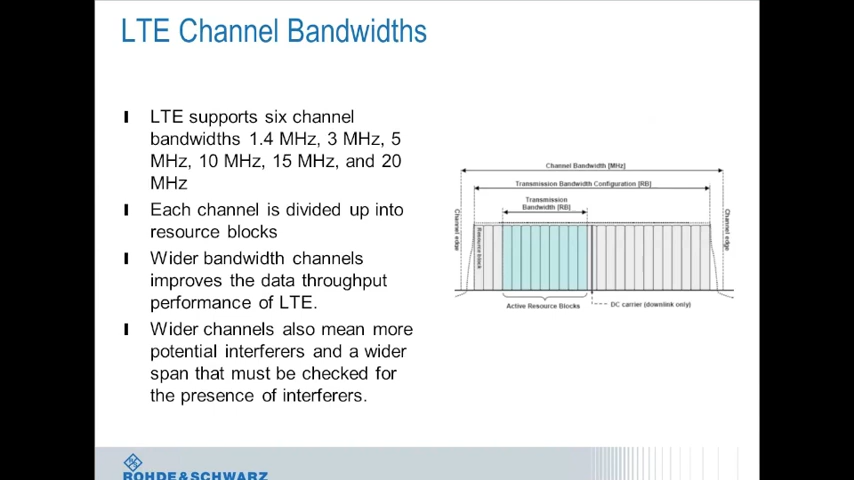 LTE Channel Bandwidths
LTE supports six channel
bandwidths 1.4 MHz, 3 MHz, 5
MHz, 10 MHz, 15 MHz, and 20
MHz
Each channel is divided up into
resource blocks
Wider bandwidth channels
improves the data throughput
performance of LTE.
Wider channels also mean more
potential interferers and a wider
span that must be checked for
the presence of interferers.
Channel Bandwidth [MHz]
Transmission Bandwidth Configuration [RB]
Transmission
Bandwidth [RB]
Channel edge
Resource block
Channel edge
Active Resource Blocks
DC carrier (downlink only)
ROHDE&SCHWARZ